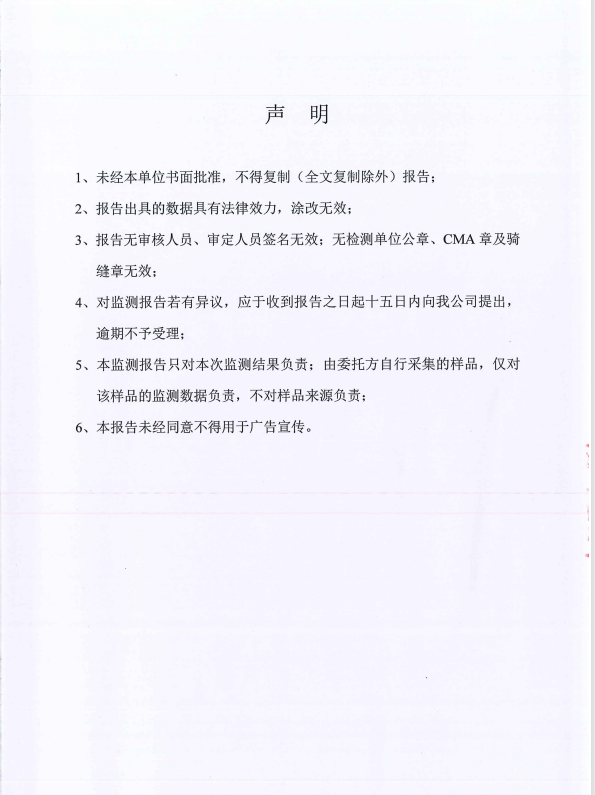 声 明
1、未经本单位书面批准，不得复制（全文复制除外）报告；
2、报告出具的数据具有法律效力，涂改无效；
3、报告无审核人员、审定人员签名无效；无检测单位公章、CMA 章及骑
缝章无效；
4、对监测报告若有异议，应于收到报告之日起十五日内向我公司提出，
逾期不予受理；
5、本监测报告只对本次监测结果负责；由委托方自行采集的样品，仅对
该样品的监测数据负责，不对样品来源负责；
6、本报告未经同意不得用于广告宣传。